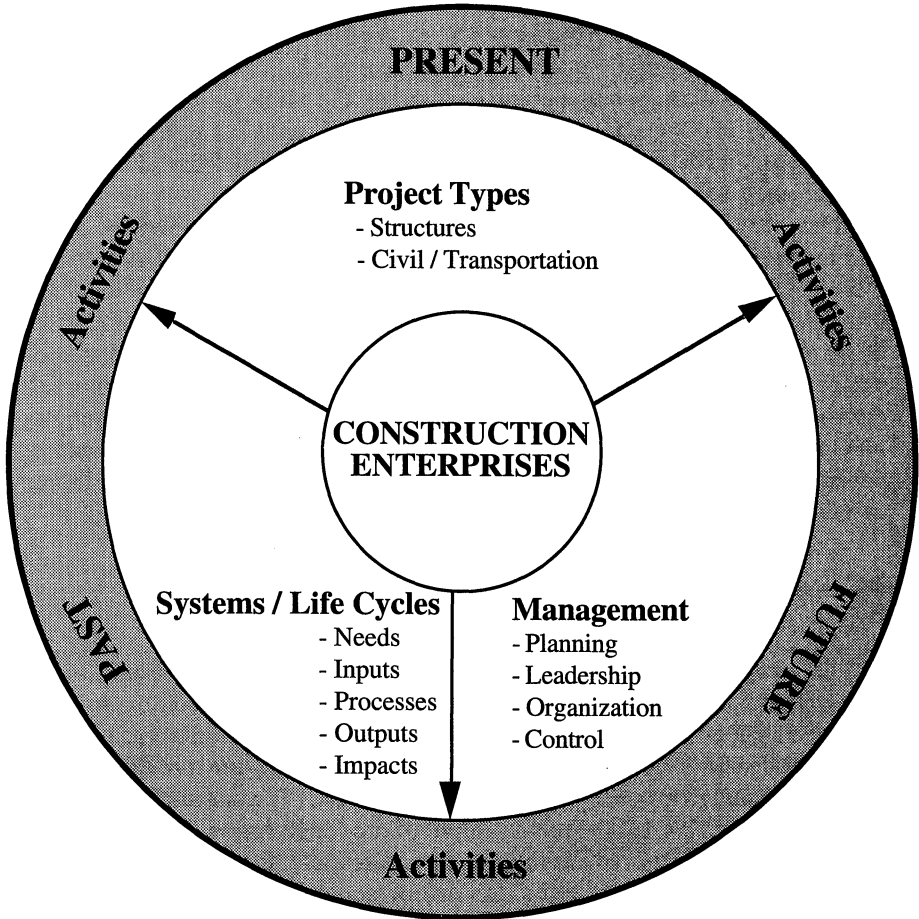 PRESENT
Activities
Activities
Project Types
- Structures
- Civil / Transportation
CONSTRUCTION
ENTERPRISES
Systems / Life Cycles
- Needs
- Inputs
- Processes
- Outputs
- Impacts
Management
- Planning
- Leadership
- Organization
- Control
PAST
FUTURE
Activities